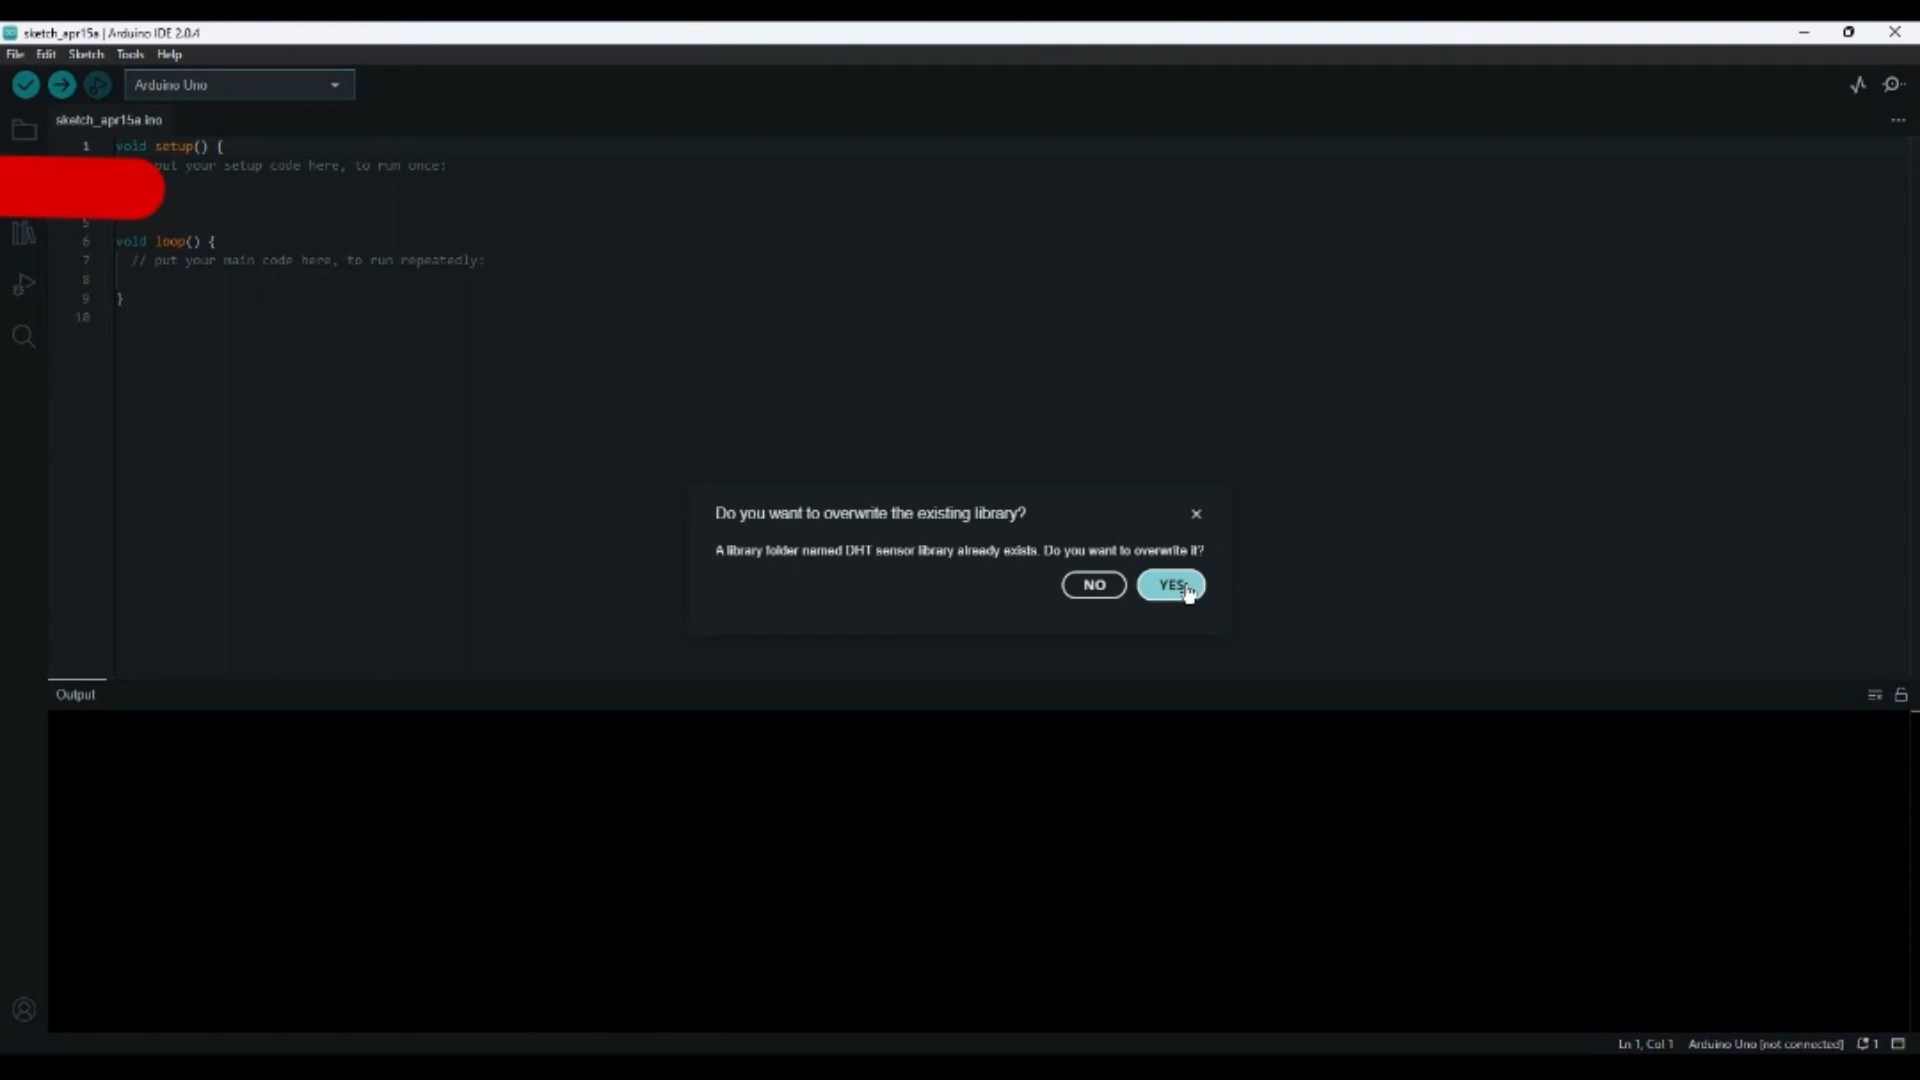 sketch_apr15a | Arduino IDE 2.0.4
File Edit Sketch Tools Help
Arduino Uno
sketch_apr15a.ino
1 void setup() {
put your setup code here, to run once:
5
6 void loop() {
7 // put your main code here, to run repeatedly:
8
9 }
10
Do you want to overwrite the existing library?
A library folder named DHT sensor library already exists. Do you want to overwrite it?
NO YES
Output
Ln 1, Col 1 Arduino Uno [not connected] 1